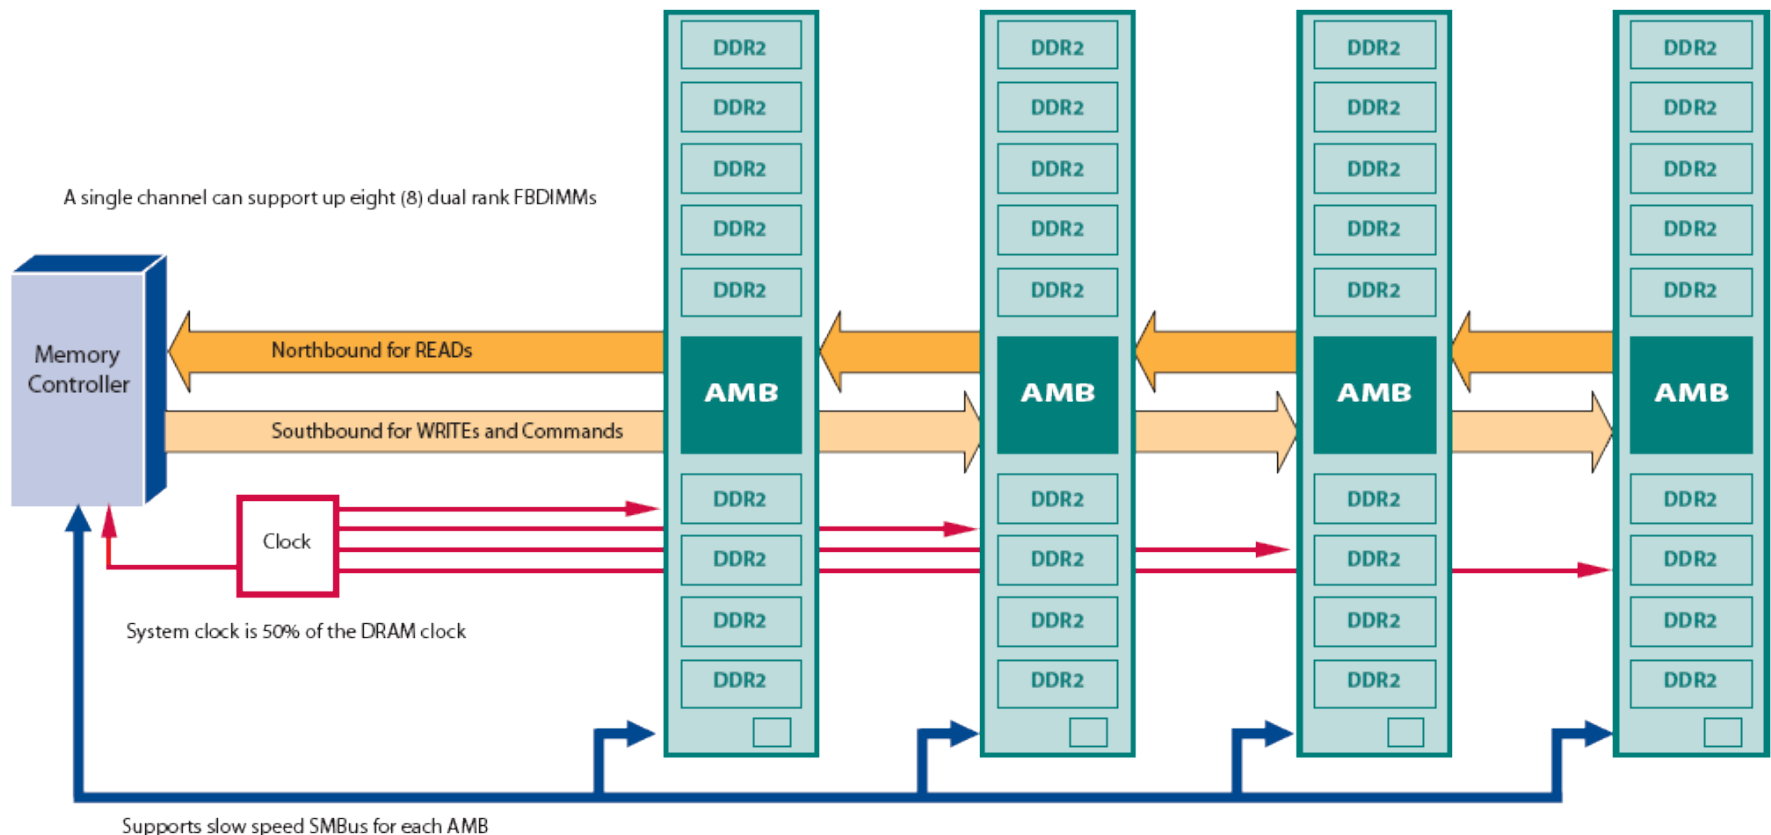 DDR2 DDR2 DDR2 DDR2
DDR2 DDR2 DDR2 DDR2
DDR2 DDR2 DDR2 DDR2
A single channel can support up eight (8) dual rank FBDIMMs
DDR2 DDR2 DDR2 DDR2
DDR2 DDR2 DDR2 DDR2
Memory
Controller
Northbound for READs
AMB AMB AMB AMB
Southbound for WRITEs and Commands
DDR2 DDR2 DDR2 DDR2
Clock
DDR2 DDR2 DDR2 DDR2
System clock is 50% of the DRAM clock
DDR2 DDR2 DDR2 DDR2
DDR2 DDR2 DDR2 DDR2
Supports slow speed SMBus for each AMB